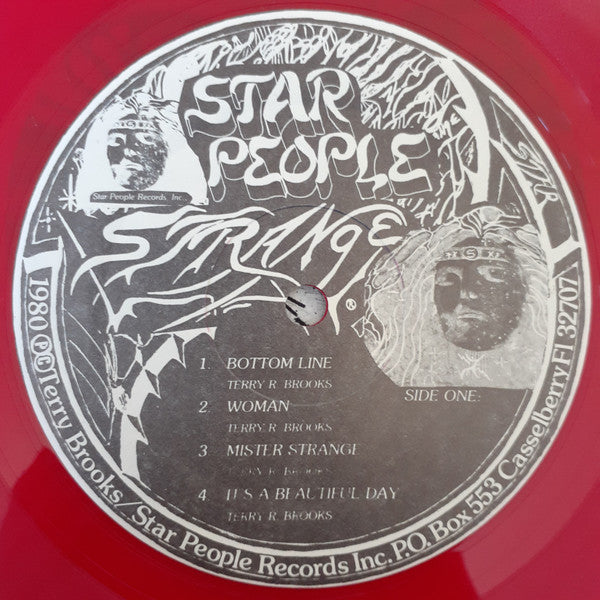 STAR
PEOPLE
Star People Records, Inc.
STRANGE
®
SIDE ONE:
1. BOTTOM LINE
TERRY R. BROOKS
2. WOMAN
TERRY R. BROOKS
3 MISTER STRANGE
TERRY R. BROOKS
4 IT'S A BEAUTIFUL DAY
TERRY R. BROOKS
1980 ℗©Terry Brooks/Star People Records Inc. P.O. Box 553 Casselberry Fl 32707